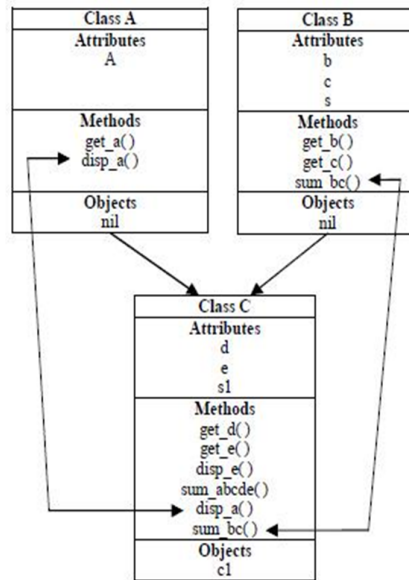 Class A
Attributes
A
Methods
get_a()
disp_a()
Objects
nil
Class B
Attributes
b
c
s
Methods
get_b()
get_c()
sum_bc()
Objects
nil
Class C
Attributes
d
e
s1
Methods
get_d()
get_e()
disp_e()
sum_abcde()
disp_a()
sum_bc()
Objects
c1